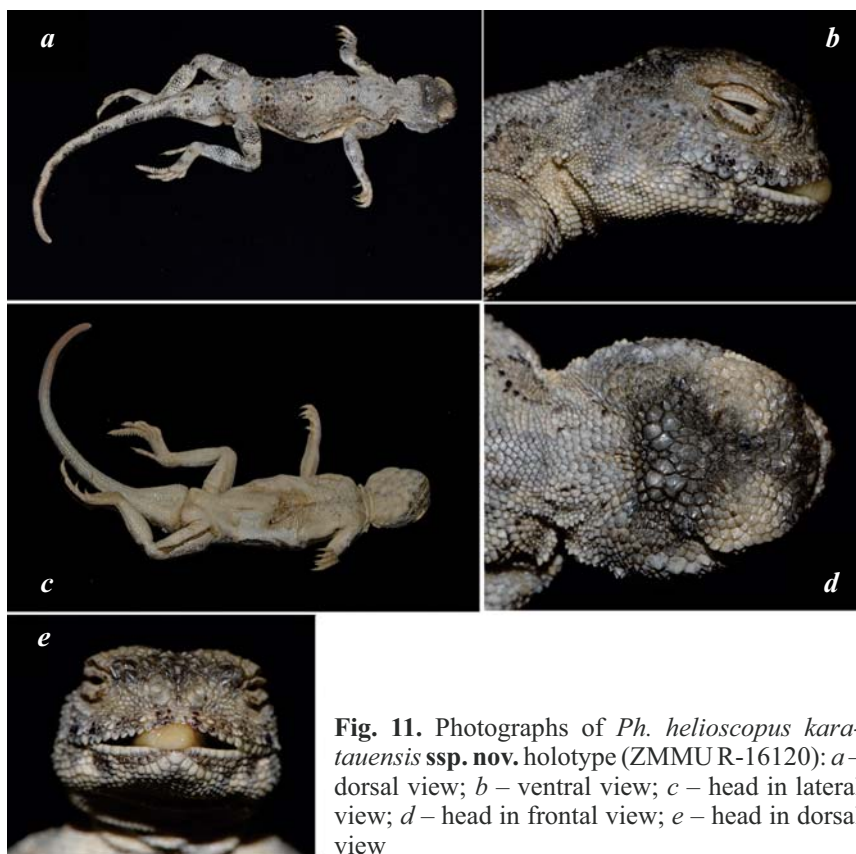 a
b
c
d
e
Fig. 11. Photographs of Ph. helioscopus kara-
tauensis ssp. nov. holotype (ZMMU R-16120): a –
dorsal view; b – ventral view; c – head in lateral
view; d – head in frontal view; e – head in dorsal
view